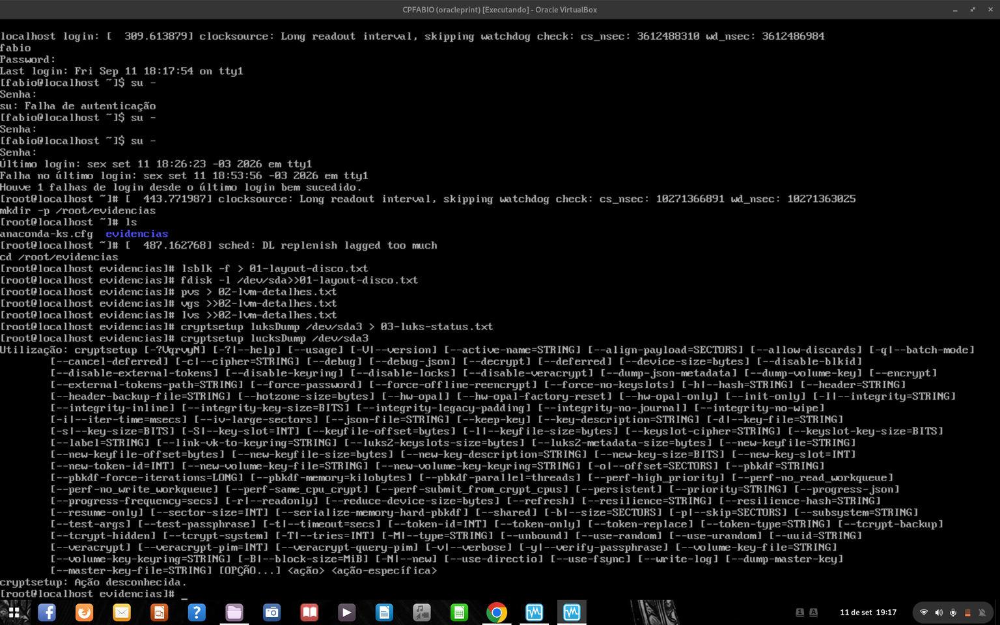 CPFABIO (oracleprint) [Executando] - Oracle VirtualBox
localhost login: [  309.613879] clocksource: Long readout interval, skipping watchdog check: cs_nsec: 3612488310 wd_nsec: 3612486984
fabio
Password:
Last login: Fri Sep 11 18:17:54 on tty1
[fabio@localhost ~]$ su -
Senha:
su: Falha de autenticação
[fabio@localhost ~]$ su -
Senha:
[fabio@localhost ~]$ su -
Senha:
Último login: sex set 11 18:26:23 -03 2026 em tty1
Falha no último login: sex set 11 18:53:56 -03 2026 em tty1
Houve 1 falhas de login desde o último login bem sucedido.
[root@localhost ~]# [  443.771987] clocksource: Long readout interval, skipping watchdog check: cs_nsec: 10271366891 wd_nsec: 10271363025
mkdir -p /root/evidencias
[root@localhost ~]# ls
anaconda-ks.cfg  evidencias
[root@localhost ~]# [  487.162768] sched: DL replenish lagged too much
cd /root/evidencias
[root@localhost evidencias]# lsblk -f > 01-layout-disco.txt
[root@localhost evidencias]# fdisk -l /dev/sda>>01-layout-disco.txt
[root@localhost evidencias]# pvs > 02-lvm-detalhes.txt
[root@localhost evidencias]# vgs >>02-lvm-detalhes.txt
[root@localhost evidencias]# lvs >>02-lvm-detalhes.txt
[root@localhost evidencias]# cryptsetup luksDump /dev/sda3 > 03-luks-status.txt
[root@localhost evidencias]# cryptsetup lucksDump /dev/sda3
Utilização: cryptsetup [-?VqrvyN] [-?|--help] [--usage] [-V|--version] [--active-name=STRING] [--align-payload=SECTORS] [--allow-discards] [-q|--batch-mode]
[--cancel-deferred] [-c|--cipher=STRING] [--debug] [--debug-json] [--decrypt] [--deferred] [--device-size=bytes] [--disable-blkid]
[--disable-external-tokens] [--disable-keyring] [--disable-locks] [--disable-veracrypt] [--dump-json-metadata] [--dump-volume-key] [--encrypt]
[--external-tokens-path=STRING] [--force-password] [--force-offline-reencrypt] [--force-no-keyslots] [-h|--hash=STRING] [--header=STRING]
[--header-backup-file=STRING] [--hotzone-size=bytes] [--hw-opal] [--hw-opal-factory-reset] [--hw-opal-only] [--init-only] [-I|--integrity=STRING]
[--integrity-inline] [--integrity-key-size=BITS] [--integrity-legacy-padding] [--integrity-no-journal] [--integrity-no-wipe]
[-i|--iter-time=msecs] [--iv-large-sectors] [--json-file=STRING] [--keep-key] [--key-description=STRING] [-d|--key-file=STRING]
[-s|--key-size=BITS] [-S|--key-slot=INT] [--keyfile-offset=bytes] [-l|--keyfile-size=bytes] [--keyslot-cipher=STRING] [--keyslot-key-size=BITS]
[--label=STRING] [--link-vk-to-keyring=STRING] [--luks2-keyslots-size=bytes] [--luks2-metadata-size=bytes] [--new-keyfile=STRING]
[--new-keyfile-offset=bytes] [--new-keyfile-size=bytes] [--new-key-description=STRING] [--new-key-size=BITS] [--new-key-slot=INT]
[--new-token-id=INT] [--new-volume-key-file=STRING] [--new-volume-key-keyring=STRING] [-o|--offset=SECTORS] [--pbkdf=STRING]
[--pbkdf-force-iterations=LONG] [--pbkdf-memory=kilobytes] [--pbkdf-parallel=threads] [--perf-high_priority] [--perf-no_read_workqueue]
[--perf-no_write_workqueue] [--perf-same_cpu_crypt] [--perf-submit_from_crypt_cpus] [--persistent] [--priority=STRING] [--progress-json]
[--progress-frequency=secs] [-r|--readonly] [--reduce-device-size=bytes] [--refresh] [--resilience=STRING] [--resilience-hash=STRING]
[--resume-only] [--sector-size=INT] [--serialize-memory-hard-pbkdf] [--shared] [-b|--size=SECTORS] [-p|--skip=SECTORS] [--subsystem=STRING]
[--test-args] [--test-passphrase] [-t|--timeout=secs] [--token-id=INT] [--token-only] [--token-replace] [--token-type=STRING] [--tcrypt-backup]
[--tcrypt-hidden] [--tcrypt-system] [-T|--tries=INT] [-M|--type=STRING] [--unbound] [--use-random] [--use-urandom] [--uuid=STRING]
[--veracrypt] [--veracrypt-pim=INT] [--veracrypt-query-pim] [-v|--verbose] [-y|--verify-passphrase] [--volume-key-file=STRING]
[--volume-key-keyring=STRING] [-B|--block-size=MiB] [-N|--new] [--use-directio] [--use-fsync] [--write-log] [--dump-master-key]
[--master-key-file=STRING] [OPÇÃO...] <ação> <ação-específica>
cryptsetup: Ação desconhecida.
[root@localhost evidencias]# _
1 A 11 de set 19:17